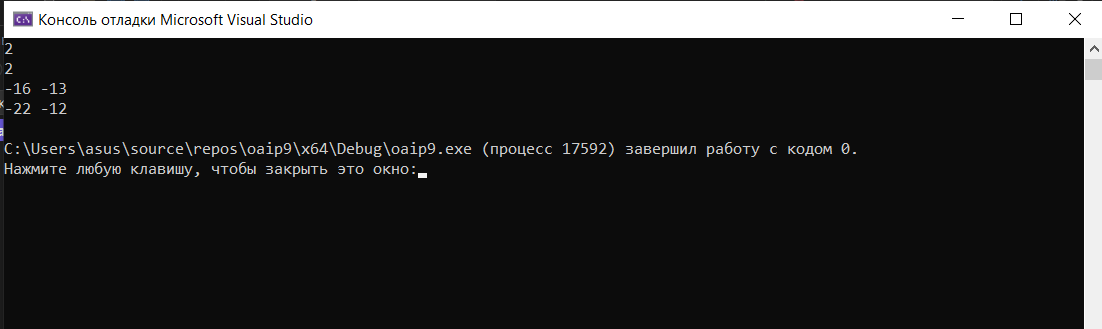 Консоль отладки Microsoft Visual Studio
2
2
-16 -13
-22 -12
C:\Users\asus\source\repos\oaip9\x64\Debug\oaip9.exe (процесс 17592) завершил работу с кодом 0.
Нажмите любую клавишу, чтобы закрыть это окно: